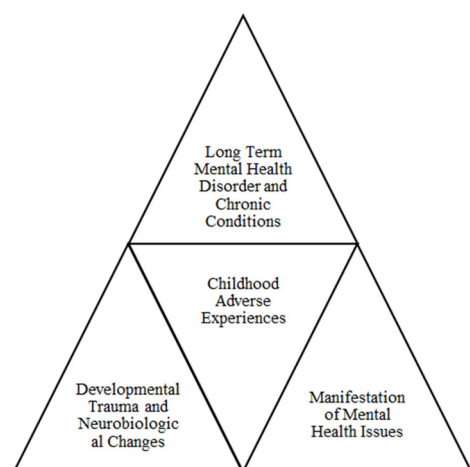 Long Term
Mental Health
Disorder and
Chronic
Conditions
Childhood
Adverse
Experiences
Developmental
Trauma and
Neurobiologic
al Changes
Manifestation
of Mental
Health Issues